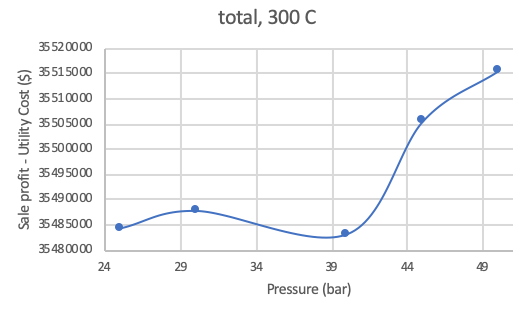 total, 300 C
Sale profit - Utility Cost ($)
35520000
35515000
35510000
35505000
35500000
35495000
35490000
35485000
35480000
24 29 34 39 44 49
Pressure (bar)